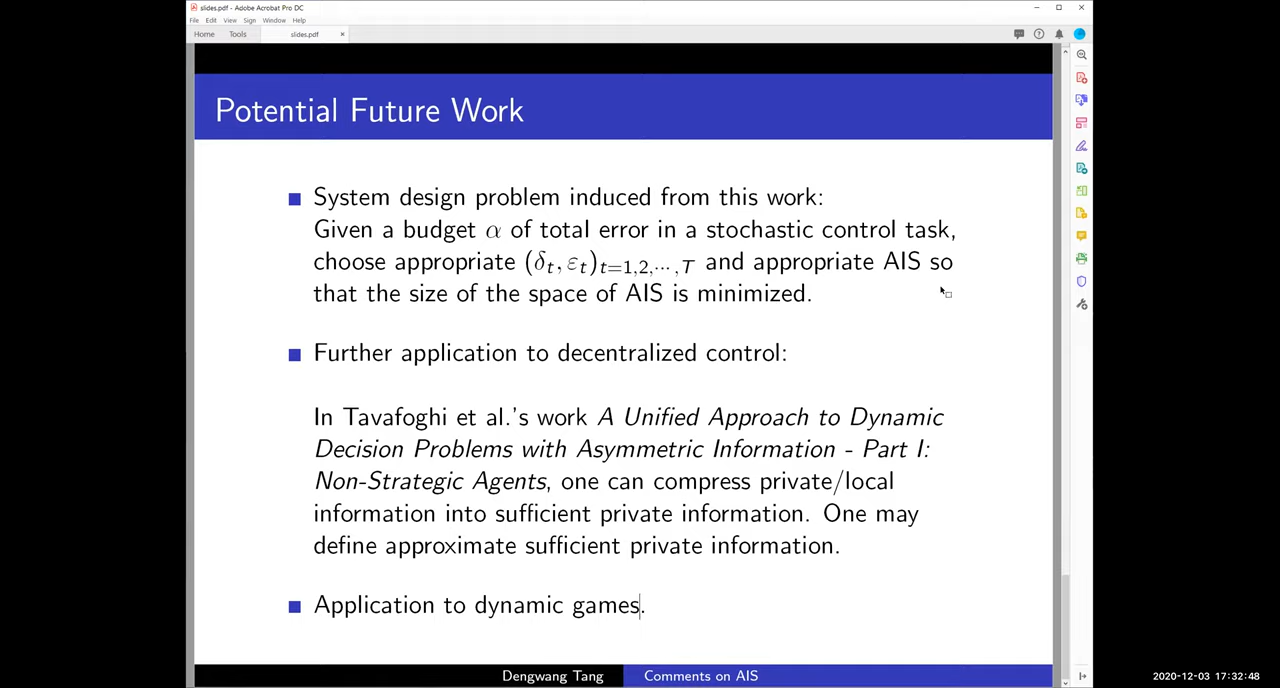 slides.pdf - Adobe Acrobat Pro DC
File Edit View Sign Window Help
Home Tools slides.pdf
Potential Future Work
System design problem induced from this work:
Given a budget α of total error in a stochastic control task,
choose appropriate (δt, εt)t=1,2,⋯,T and appropriate AIS so
that the size of the space of AIS is minimized.
Further application to decentralized control:
In Tavafoghi et al.'s work A Unified Approach to Dynamic
Decision Problems with Asymmetric Information - Part I:
Non-Strategic Agents, one can compress private/local
information into sufficient private information. One may
define approximate sufficient private information.
Application to dynamic games.
Dengwang Tang Comments on AIS
2020-12-03 17:32:48